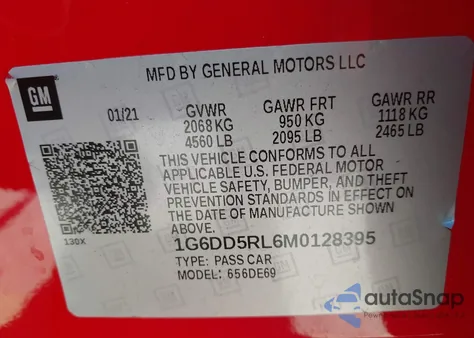 MFD BY GENERAL MOTORS LLC
GM
01/21 GVWR GAWR FRT GAWR RR
2068 KG 950 KG 1118 KG
4560 LB 2095 LB 2465 LB
THIS VEHICLE CONFORMS TO ALL
APPLICABLE U.S. FEDERAL MOTOR
VEHICLE SAFETY, BUMPER, AND THEFT
PREVENTION STANDARDS IN EFFECT ON
THE DATE OF MANUFACTURE SHOWN
ABOVE.
130X
1G6DD5RL6M0128395
TYPE: PASS CAR
MODEL: 656DE69
autaSnap